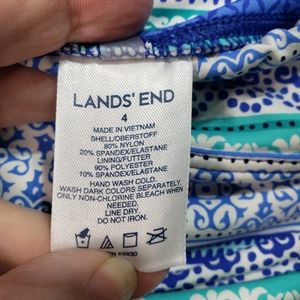 LANDS' END
4
MADE IN VIETNAM
SHELL/OBERSTOFF
80% NYLON
20% SPANDEX/ELASTANE
LINING/FUTTER
90% POLYESTER
10% SPANDEX/ELASTANE
HAND WASH COLD.
WASH DARK COLORS SEPARATELY.
ONLY NON-CHLORINE BLEACH WHEN
NEEDED.
LINE DRY.
DO NOT IRON.